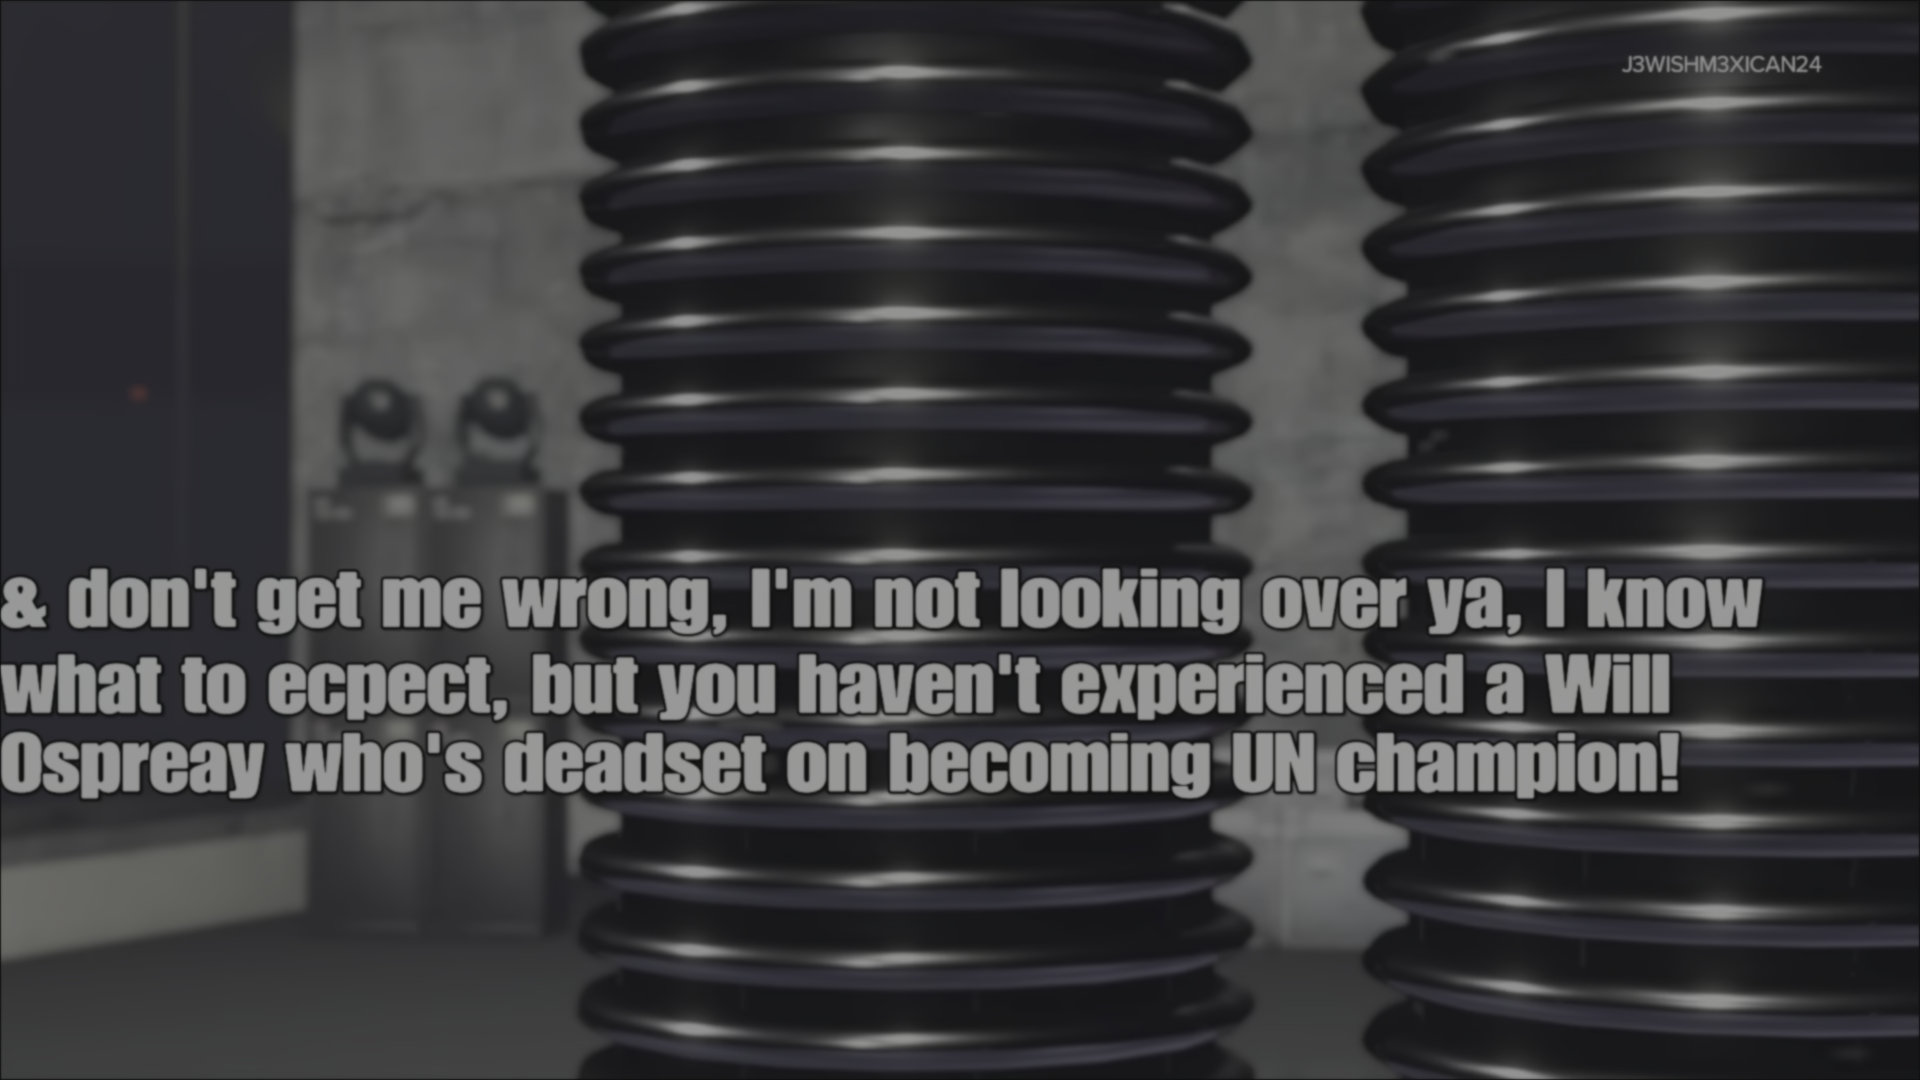 J3WISHM3XICAN24
& don't get me wrong, I'm not looking over ya, I know
what to ecpect, but you haven't experienced a Will
Ospreay who's deadset on becoming UN champion!